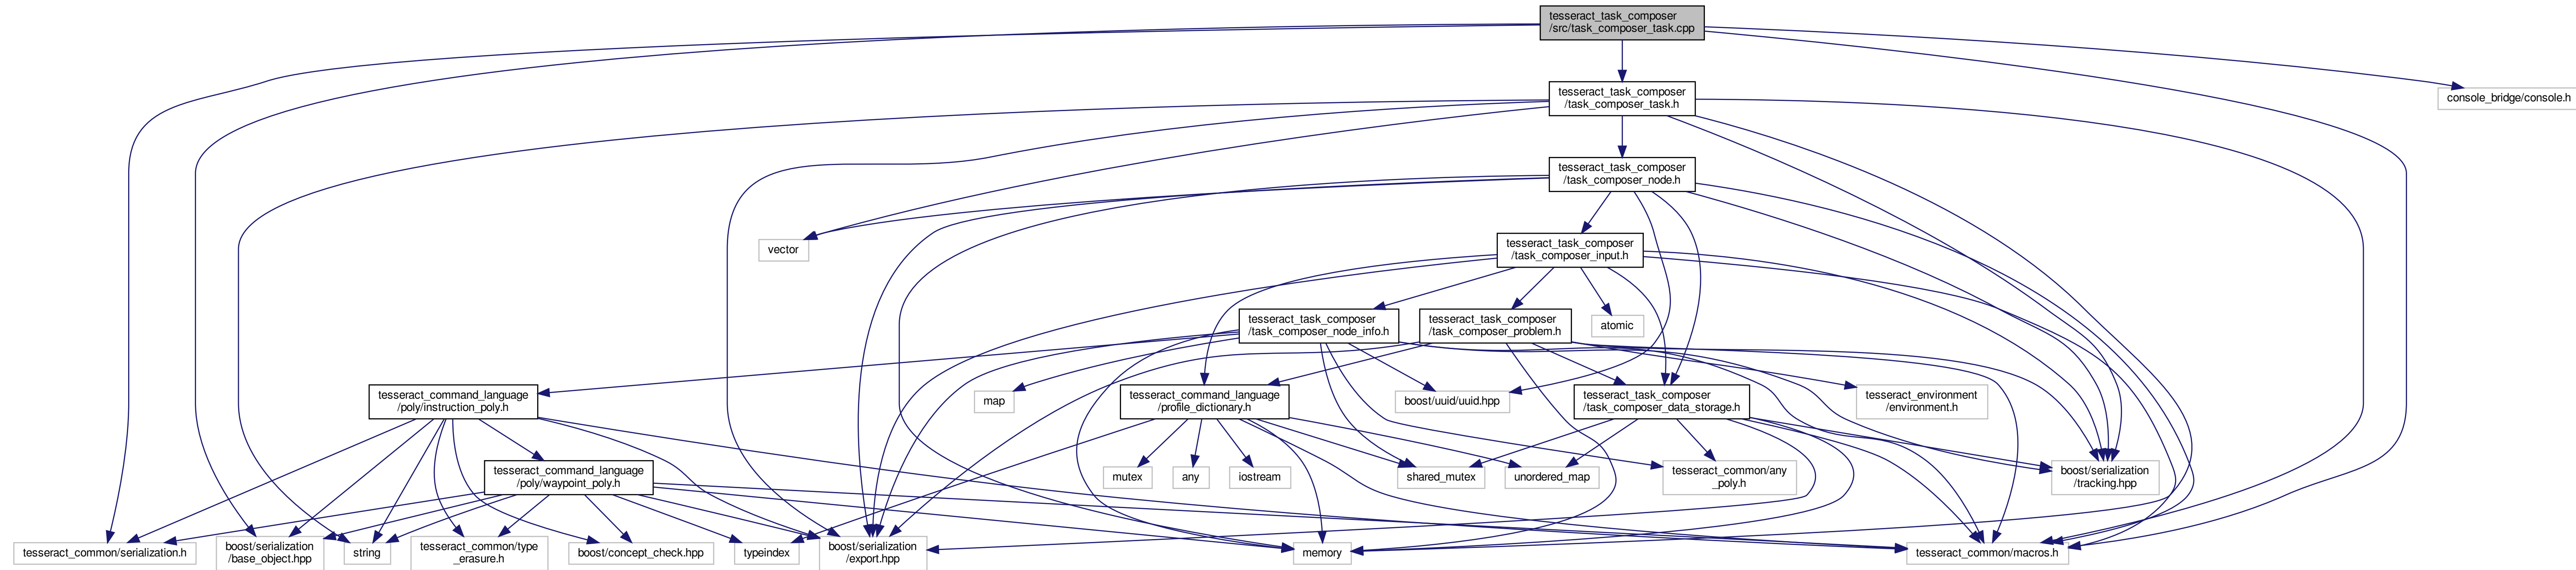 tesseract_task_composer
/src/task_composer_task.cpp
tesseract_task_composer
/task_composer_task.h
console_bridge/console.h
tesseract_task_composer
/task_composer_node.h
vector
tesseract_task_composer
/task_composer_input.h
tesseract_task_composer
/task_composer_node_info.h
tesseract_task_composer
/task_composer_problem.h
atomic
tesseract_command_language
/poly/instruction_poly.h
map
tesseract_command_language
/profile_dictionary.h
boost/uuid/uuid.hpp
tesseract_task_composer
/task_composer_data_storage.h
tesseract_environment
/environment.h
tesseract_command_language
/poly/waypoint_poly.h
mutex
any
iostream
shared_mutex
unordered_map
tesseract_common/any
_poly.h
boost/serialization
/tracking.hpp
tesseract_common/serialization.h
boost/serialization
/base_object.hpp
string
tesseract_common/type
_erasure.h
boost/concept_check.hpp
typeindex
boost/serialization
/export.hpp
memory
tesseract_common/macros.h